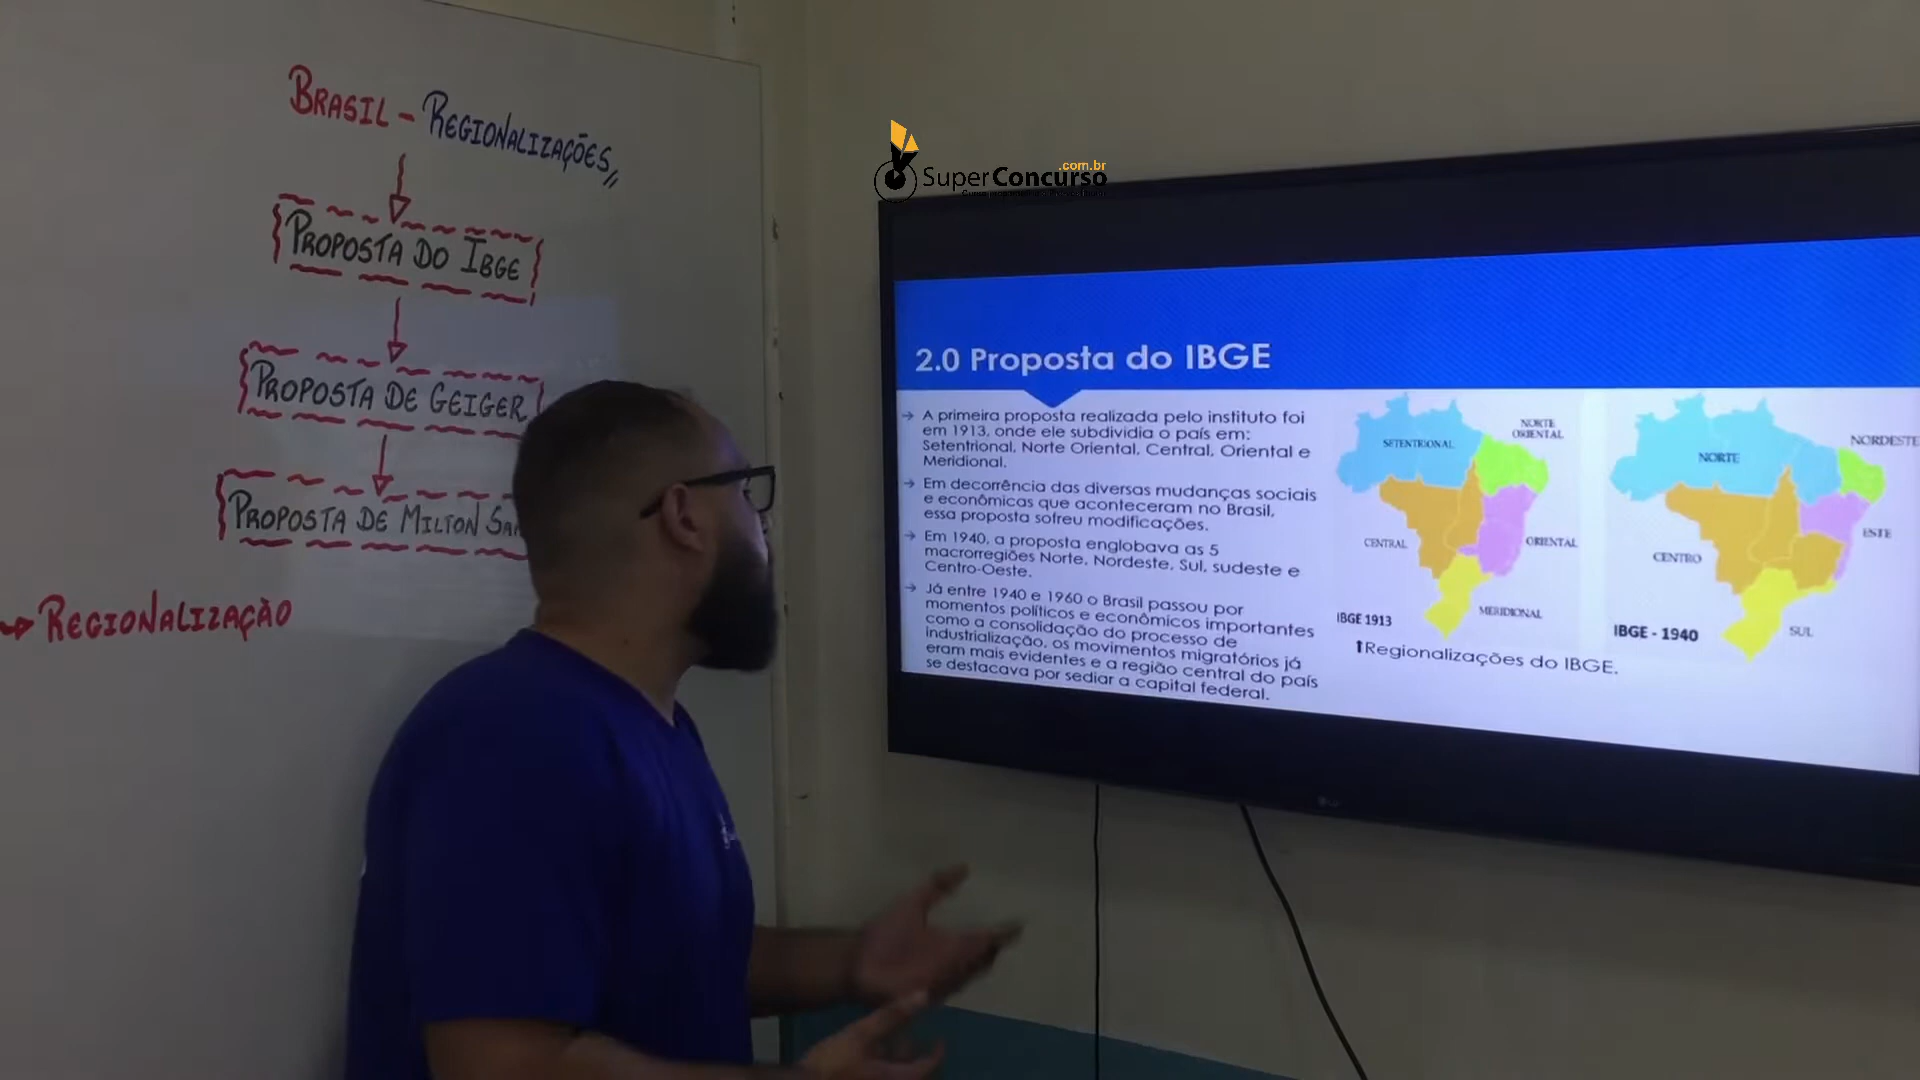 BRASIL - REGIONALIZAÇÕES,,
PROPOSTA DO IBGE
PROPOSTA DE GEIGER
PROPOSTA DE MILTON
REGIONALIZAÇÃO
SuperConcurso
.com.br
2.0 Proposta do IBGE
A primeira proposta realizada pelo instituto foi
em 1913, onde ele subdividia o país em:
Setentrional, Norte Oriental, Central, Oriental e
Meridional.
Em decorrência das diversas mudanças sociais
e econômicas que aconteceram no Brasil,
essa proposta sofreu modificações.
Em 1940, a proposta englobava as 5
macrorregiões Norte, Nordeste, Sul, sudeste e
Centro-Oeste.
Já entre 1940 e 1960 o Brasil passou por
momentos políticos e econômicos importantes
como a consolidação do processo de
industrialização, os movimentos migratórios já
eram mais evidentes e a região central do país
se destacava por sediar a capital federal.
SETENTRIONAL
NORTE
ORIENTAL
CENTRAL
ORIENTAL
MERIDIONAL
IBGE 1913
NORTE
NORDESTE
ESTE
CENTRO
SUL
IBGE - 1940
⬆Regionalizações do IBGE.
LG